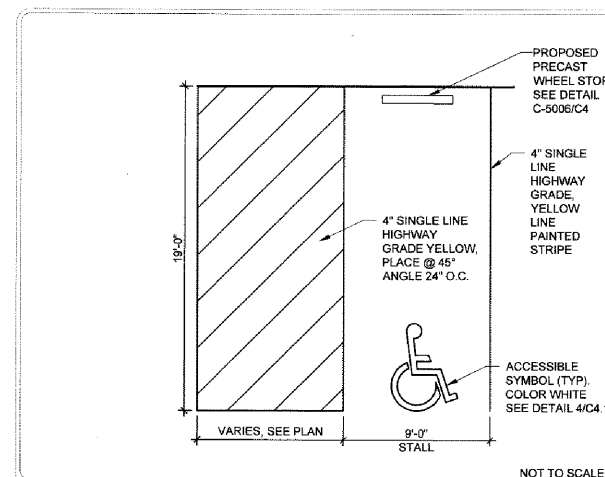 PROPOSED
PRECAST
WHEEL STOP
SEE DETAIL
C-5006/C4
4" SINGLE
LINE
HIGHWAY
GRADE,
YELLOW
LINE
PAINTED
STRIPE
4" SINGLE LINE
HIGHWAY
GRADE YELLOW,
PLACE @ 45°
ANGLE 24" O.C.
19'-0"
ACCESSIBLE
SYMBOL (TYP).
COLOR WHITE
SEE DETAIL 4/C4.
VARIES, SEE PLAN
9'-0"
STALL
NOT TO SCALE